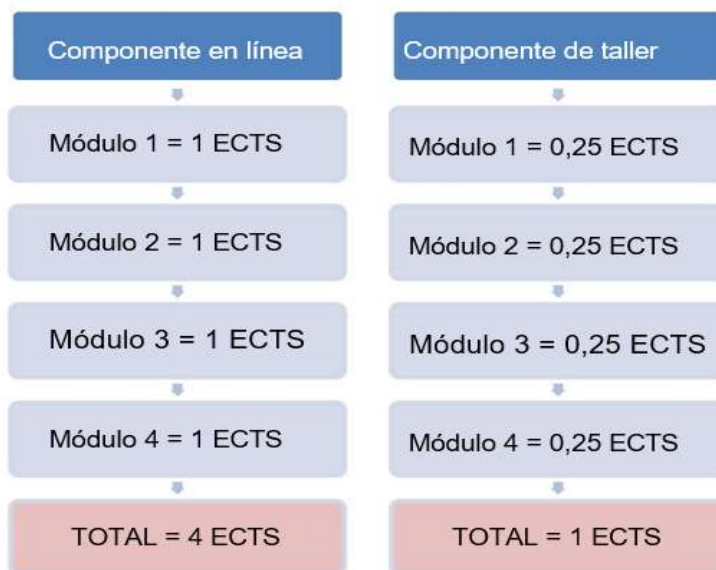 Componente en línea
Módulo 1 = 1 ECTS
Módulo 2 = 1 ECTS
Módulo 3 = 1 ECTS
Módulo 4 = 1 ECTS
TOTAL = 4 ECTS
Componente de taller
Módulo 1 = 0,25 ECTS
Módulo 2 = 0,25 ECTS
Módulo 3 = 0,25 ECTS
Módulo 4 = 0,25 ECTS
TOTAL = 1 ECTS